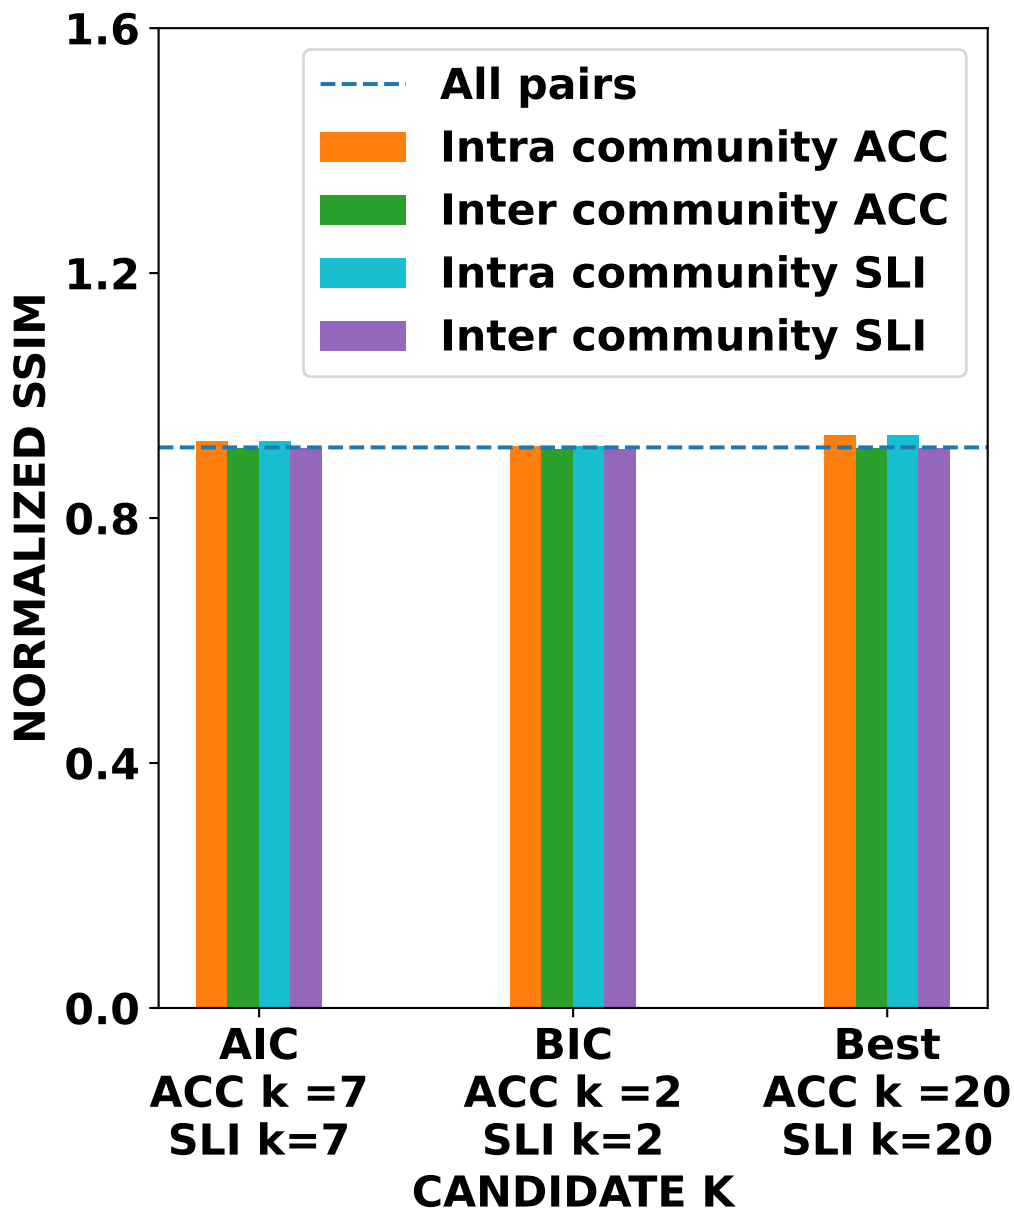 1.6
1.2
0.8
0.4
0.0
NORMALIZED SSIM
All pairs
Intra community ACC
Inter community ACC
Intra community SLI
Inter community SLI
AIC
ACC k =7
SLI k=7
BIC
ACC k =2
SLI k=2
Best
ACC k =20
SLI k=20
CANDIDATE K